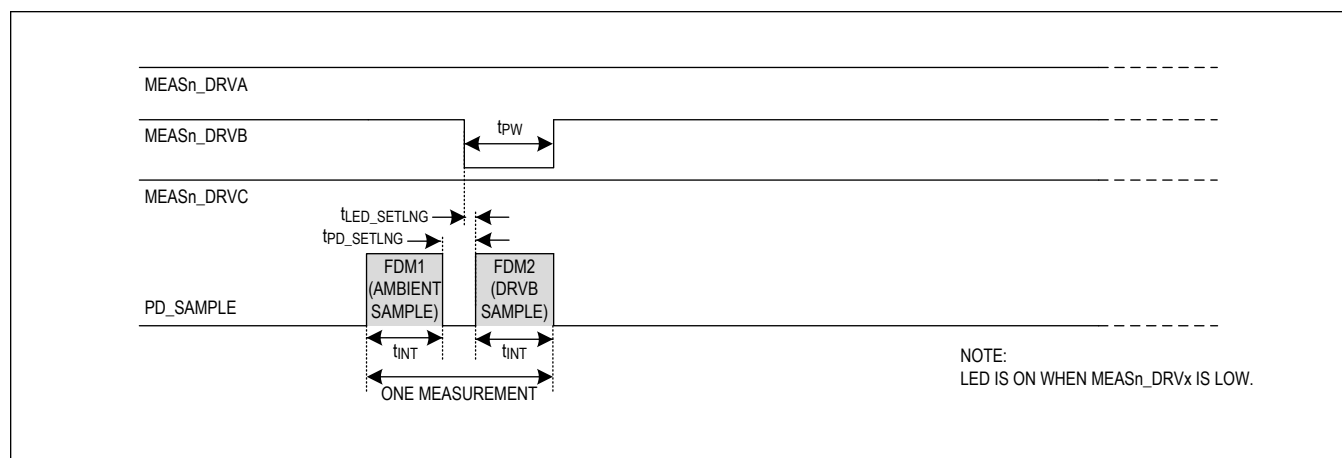 MEASn_DRVA
MEASn_DRVB
tPW
MEASn_DRVC
tLED_SETLNG
tPD_SETLNG
FDM1
(AMBIENT
SAMPLE)
FDM2
(DRVB
SAMPLE)
PD_SAMPLE
tINT
tINT
ONE MEASUREMENT
NOTE:
LED IS ON WHEN MEASn_DRVx IS LOW.